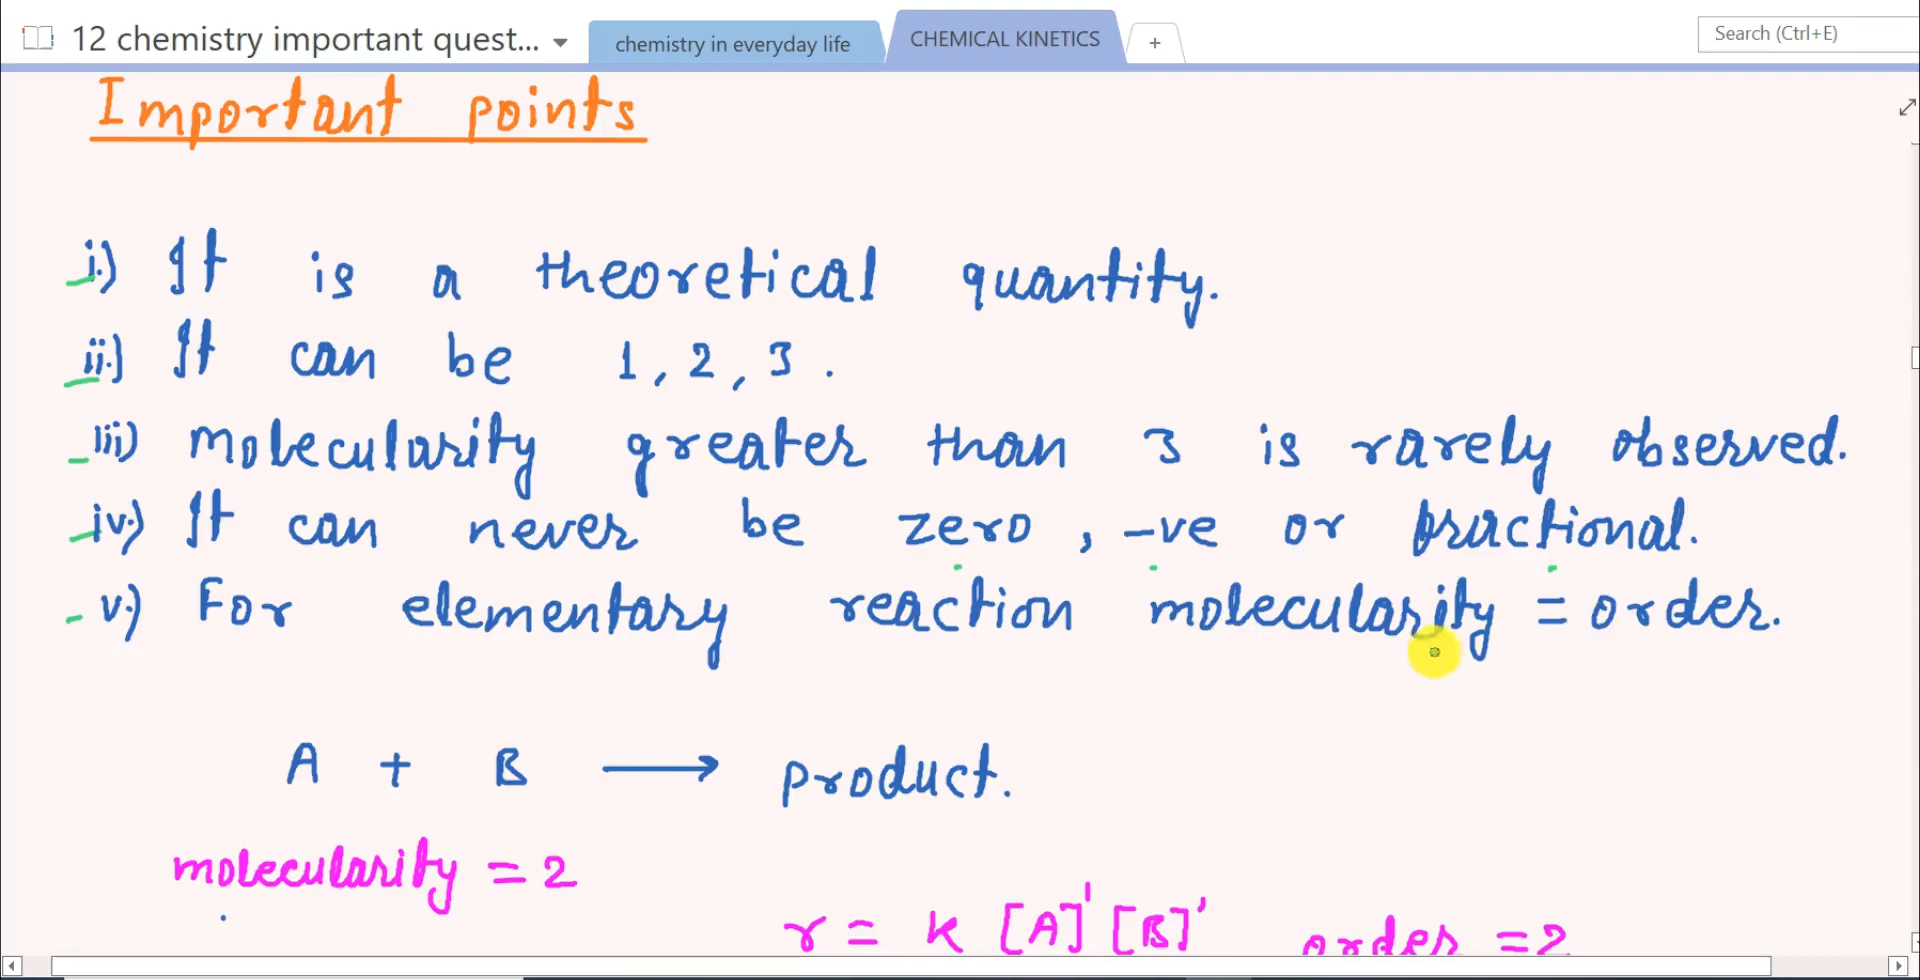 12 chemistry important quest...
chemistry in everyday life
CHEMICAL KINETICS
+
Search (Ctrl+E)
Important points
i.) It is a theoretical quantity.
ii.) It can be 1, 2, 3.
iii) Molecularity greater than 3 is rarely observed.
iv.) It can never be zero, -ve or fractional.
v.) For elementary reaction molecularity = order.
A + B ⟶ product.
molecularity = 2
r = K [A]¹ [B]¹ order = 2